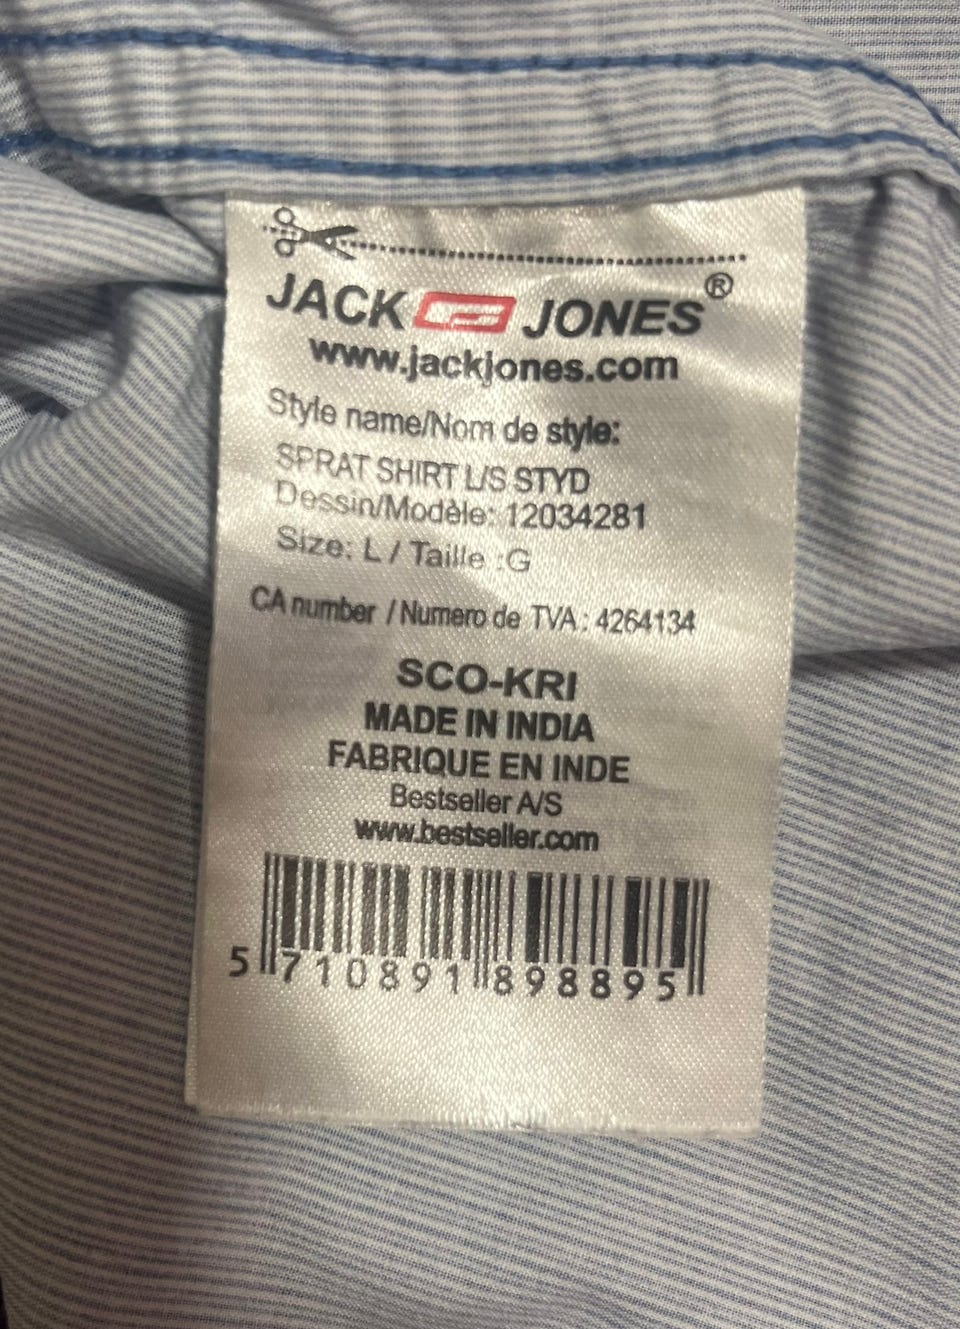 JACK JONES®
www.jackjones.com
Style name/Nom de style:
SPRAT SHIRT L/S STYD
Dessin/Modèle: 12034281
Size: L / Taille :G
CA number / Numero de TVA : 4264134
SCO-KRI
MADE IN INDIA
FABRIQUE EN INDE
Bestseller A/S
www.bestseller.com
5 710891 898895